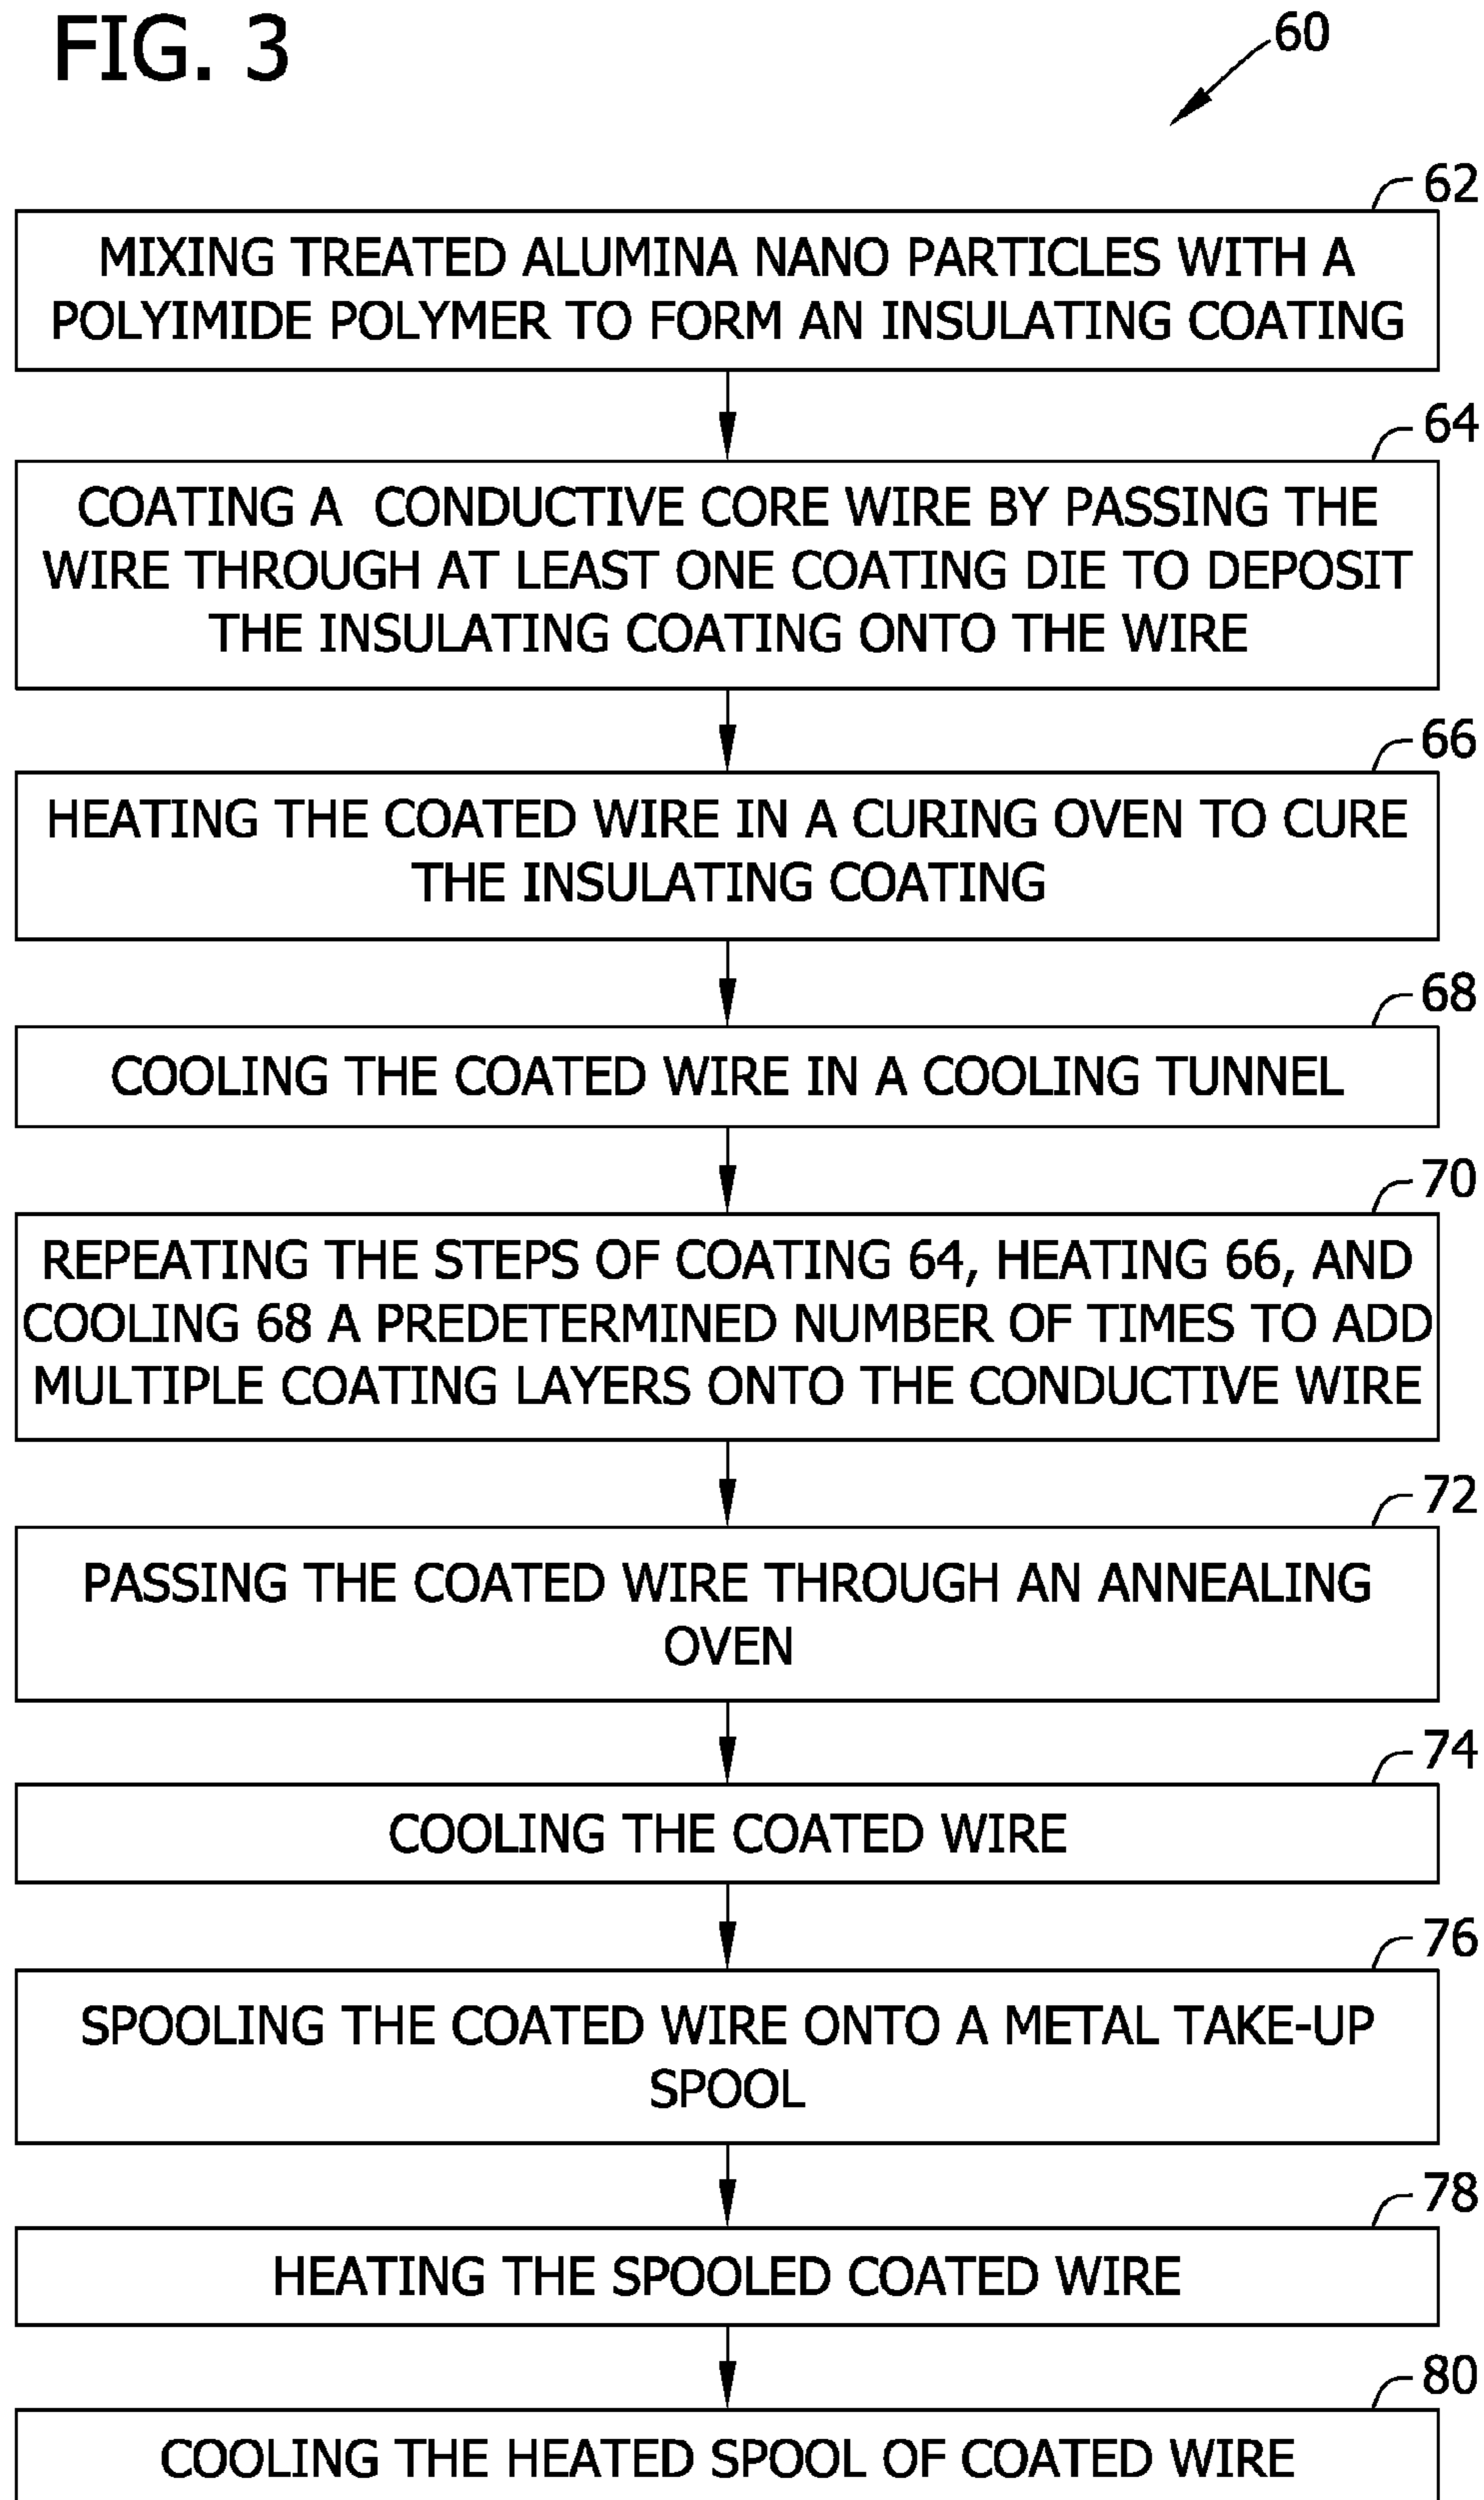 FIG. 3
60
62
MIXING TREATED ALUMINA NANO PARTICLES WITH A
POLYIMIDE POLYMER TO FORM AN INSULATING COATING
64
COATING A CONDUCTIVE CORE WIRE BY PASSING THE
WIRE THROUGH AT LEAST ONE COATING DIE TO DEPOSIT
THE INSULATING COATING ONTO THE WIRE
66
HEATING THE COATED WIRE IN A CURING OVEN TO CURE
THE INSULATING COATING
68
COOLING THE COATED WIRE IN A COOLING TUNNEL
70
REPEATING THE STEPS OF COATING 64, HEATING 66, AND
COOLING 68 A PREDETERMINED NUMBER OF TIMES TO ADD
MULTIPLE COATING LAYERS ONTO THE CONDUCTIVE WIRE
72
PASSING THE COATED WIRE THROUGH AN ANNEALING
OVEN
74
COOLING THE COATED WIRE
76
SPOOLING THE COATED WIRE ONTO A METAL TAKE-UP
SPOOL
78
HEATING THE SPOOLED COATED WIRE
80
COOLING THE HEATED SPOOL OF COATED WIRE